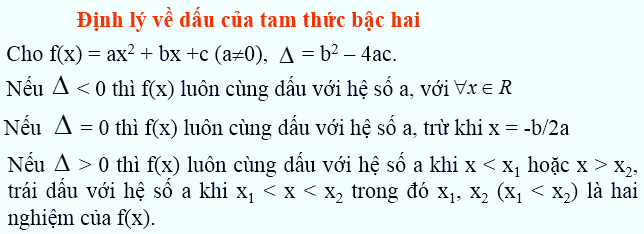 Định lý về dấu của tam thức bậc hai
Cho f(x) = ax² + bx +c (a≠0), Δ = b² – 4ac.
Nếu Δ < 0 thì f(x) luôn cùng dấu với hệ số a, với ∀x ∈ R
Nếu Δ = 0 thì f(x) luôn cùng dấu với hệ số a, trừ khi x = -b/2a
Nếu Δ > 0 thì f(x) luôn cùng dấu với hệ số a khi x < x₁ hoặc x > x₂,
trái dấu với hệ số a khi x₁ < x < x₂ trong đó x₁, x₂ (x₁ < x₂) là hai
nghiệm của f(x).